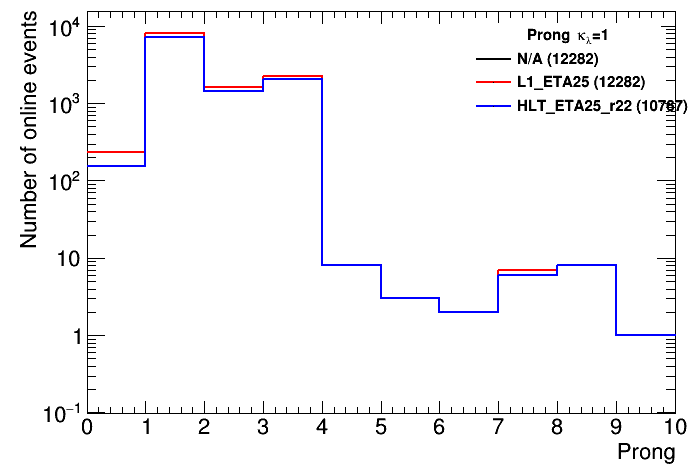 Number of online events
10⁴
10³
10²
10
1
10⁻¹
Prong κλ=1
N/A (12282)
L1_ETA25 (12282)
HLT_ETA25_r22 (10767)
0 1 2 3 4 5 6 7 8 9 10
Prong